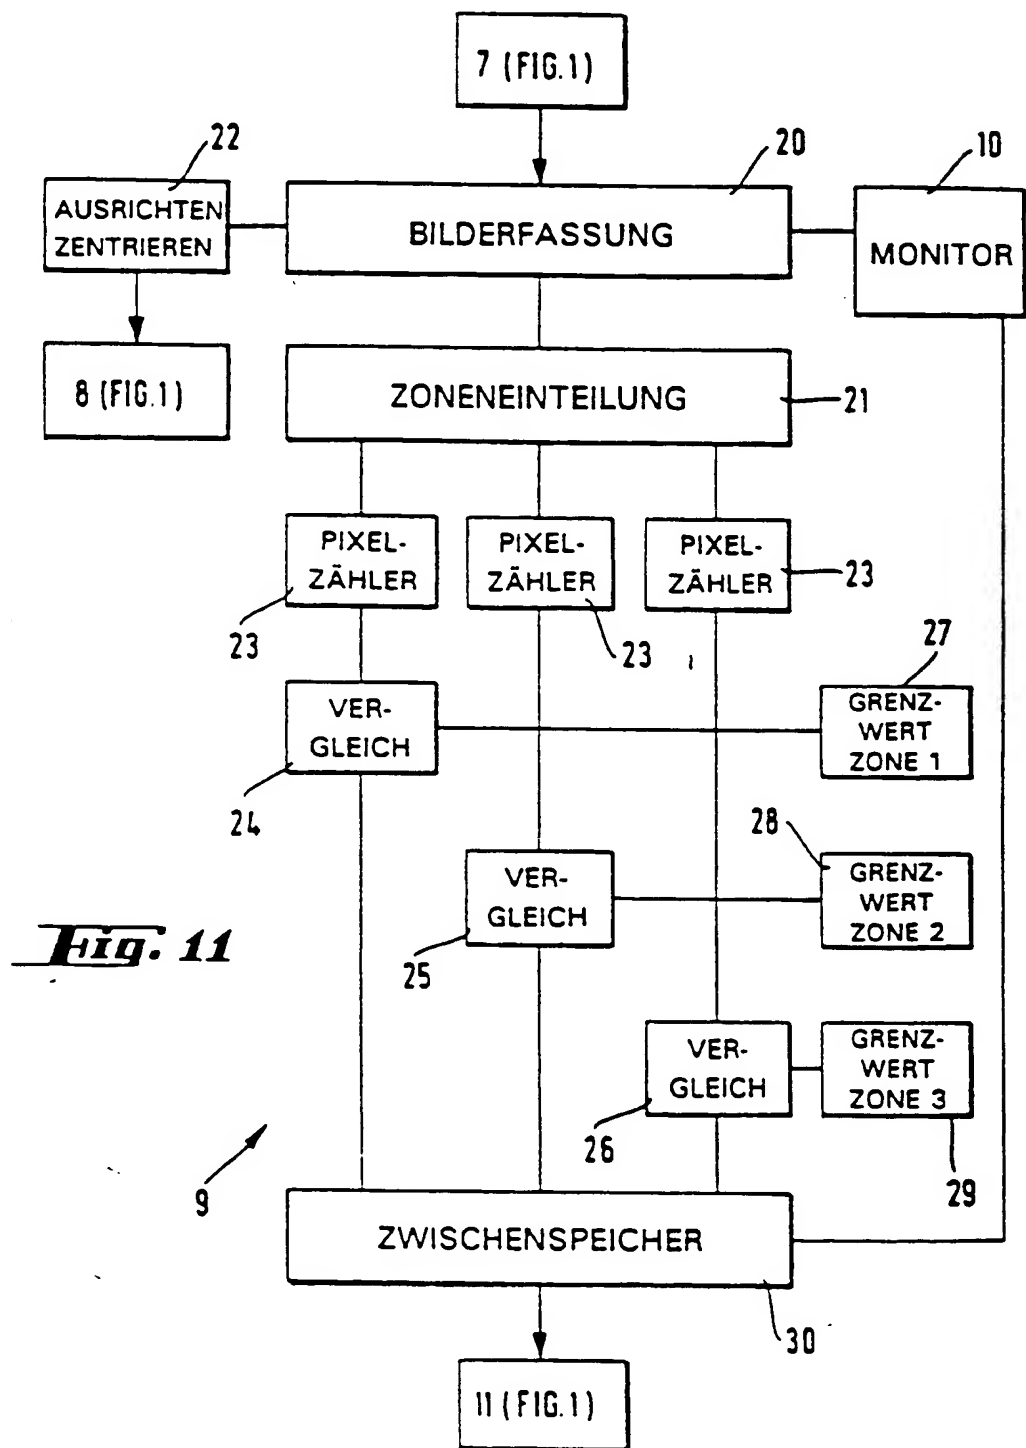 7 (FIG.1)
22
20
10
AUSRICHTEN
ZENTRIEREN
BILDERFASSUNG
MONITOR
8 (FIG.1)
ZONENEINTEILUNG
21
PIXEL-
ZÄHLER
PIXEL-
ZÄHLER
PIXEL-
ZÄHLER
23
23
23
27
VER-
GLEICH
GRENZ-
WERT
ZONE 1
24
28
VER-
GLEICH
GRENZ-
WERT
ZONE 2
Fig. 11
25
VER-
GLEICH
GRENZ-
WERT
ZONE 3
26
29
9
ZWISCHENSPEICHER
30
11 (FIG.1)